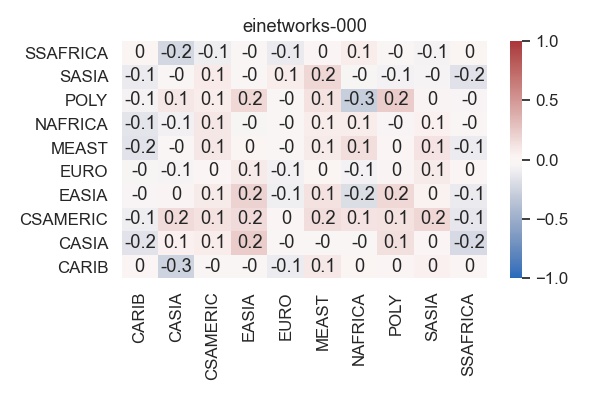 einetworks-000
SSAFRICA 0 -0.2 -0.1 -0 -0.1 0 0.1 -0 -0.1 0
SASIA -0.1 -0 0.1 -0 0.1 0.2 -0 -0.1 -0 -0.2
POLY -0.1 0.1 0.1 0.2 -0 0.1 -0.3 0.2 0 -0
NAFRICA -0.1 -0.1 0.1 -0 -0 0.1 0.1 -0 0.1 -0
MEAST -0.2 -0 0.1 0 -0 0.1 0.1 0 0.1 -0.1
EURO -0 -0.1 0 0.1 -0.1 0 -0.1 0 0.1 0
EASIA -0 0 0.1 0.2 -0.1 0.1 -0.2 0.2 0 -0.1
CSAMERIC -0.1 0.2 0.1 0.2 0 0.2 0.1 0.1 0.2 -0.1
CASIA -0.2 0.1 0.1 0.2 -0 -0 -0 0.1 0 -0.2
CARIB 0 -0.3 -0 -0 -0.1 0.1 0 0 0 0
CARIB CASIA CSAMERIC EASIA EURO MEAST NAFRICA POLY SASIA SSAFRICA
1.0
0.5
0.0
−0.5
−1.0